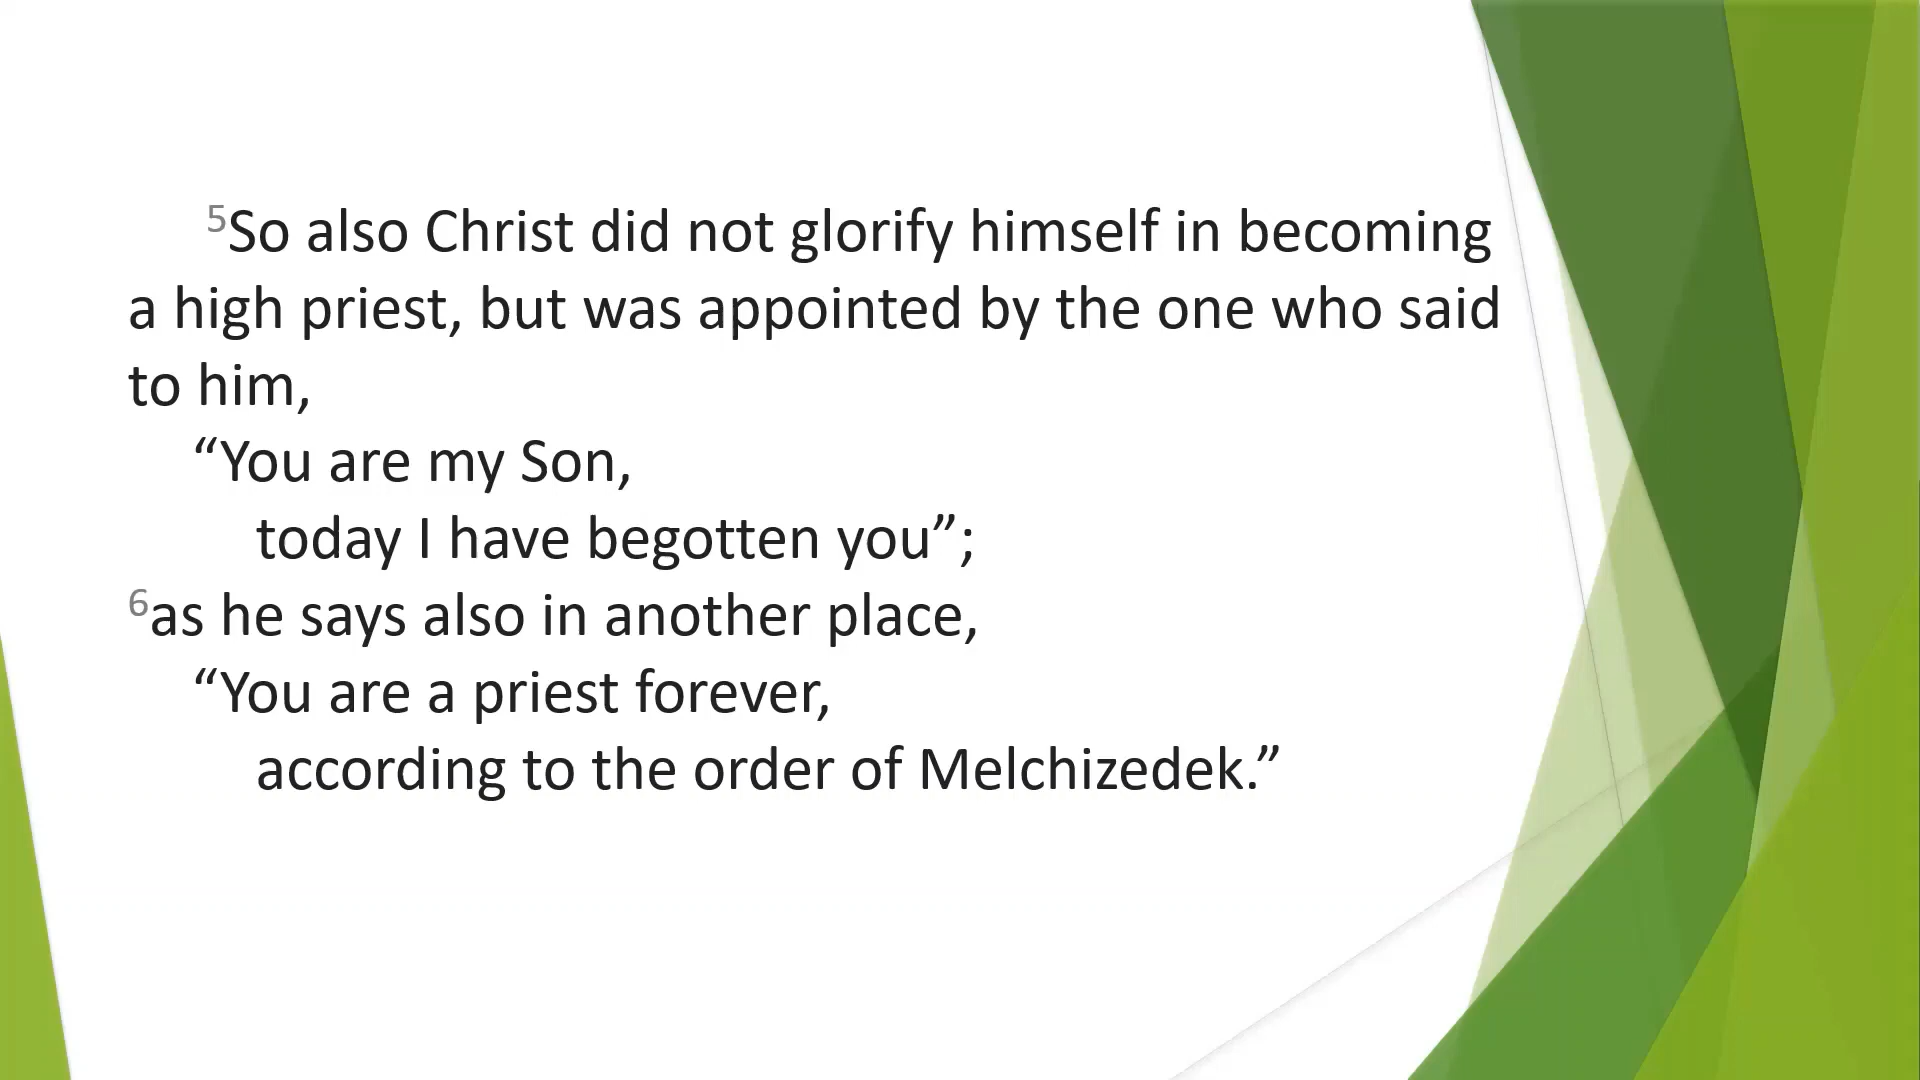 5So also Christ did not glorify himself in becoming
a high priest, but was appointed by the one who said
to him,
“You are my Son,
today I have begotten you”;
6as he says also in another place,
“You are a priest forever,
according to the order of Melchizedek.”